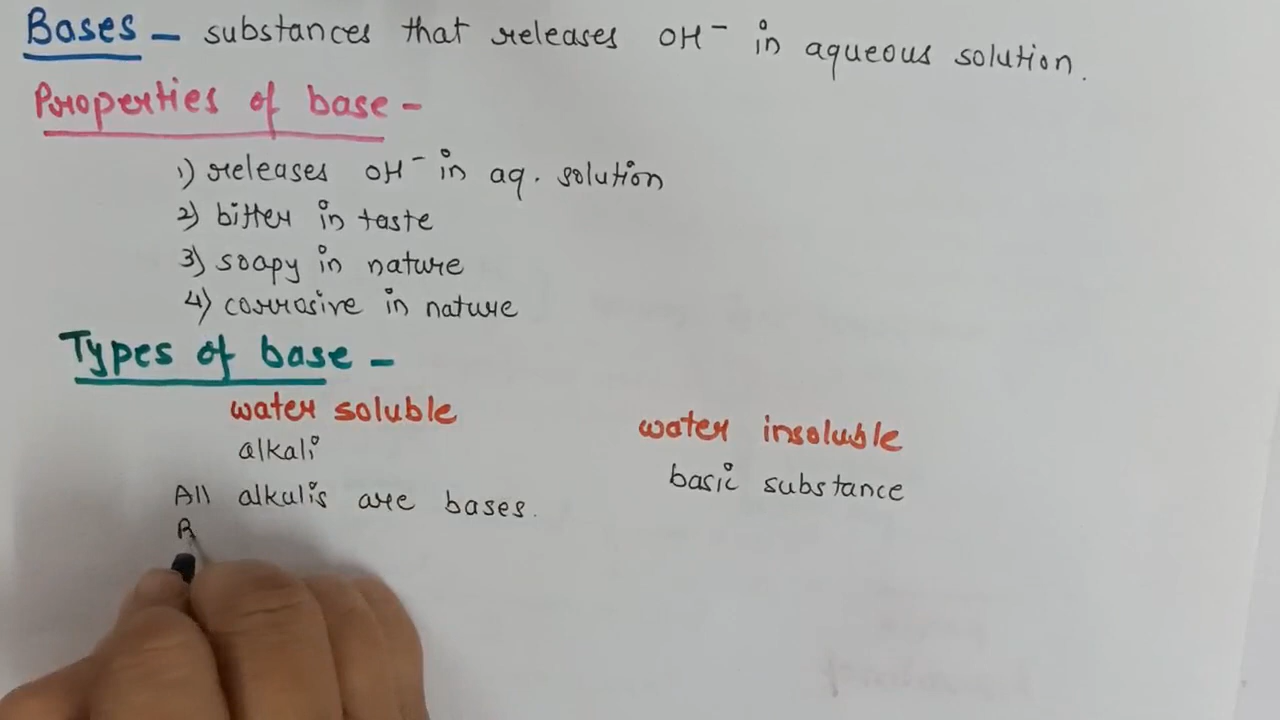 Bases - substances that releases OH⁻ in aqueous solution.
Properties of base -
1) releases OH⁻ in aq. solution
2) bitter in taste
3) soapy in nature
4) corrosive in nature
Types of base -
water soluble
alkali
water insoluble
basic substance
All alkalis are bases.